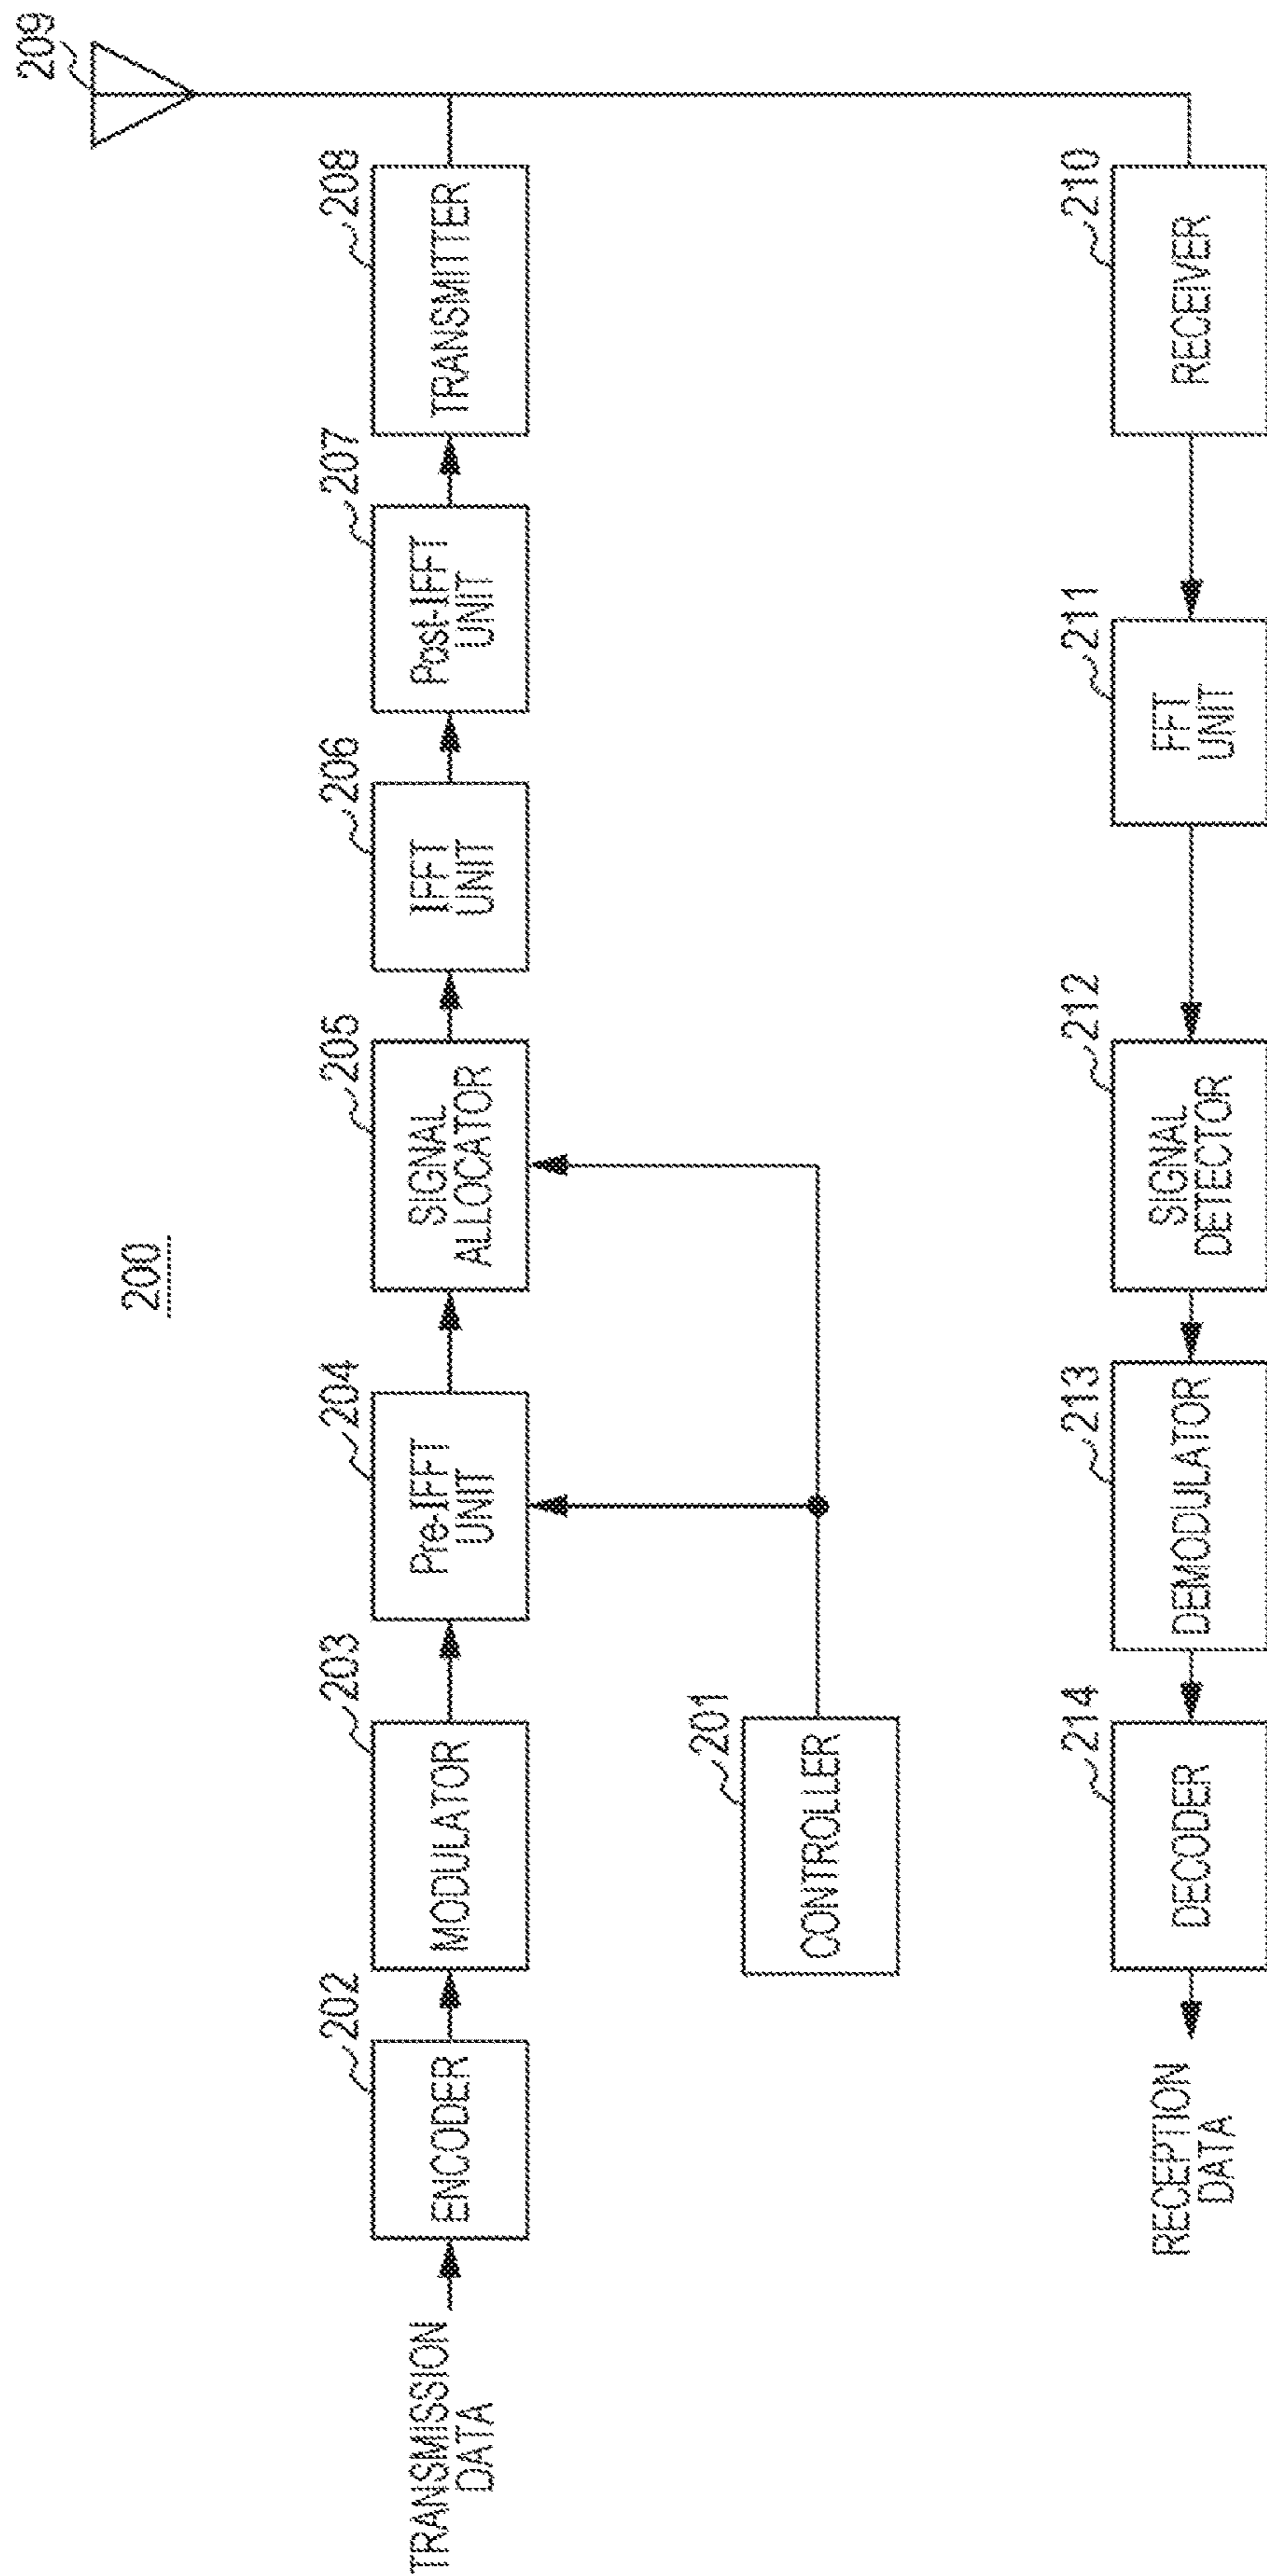 200
209
TRANSMISSION
DATA
202
ENCODER
203
MODULATOR
204
Pre-IFFT
UNIT
205
SIGNAL
ALLOCATOR
206
IFFT
UNIT
207
Post-IFFT
UNIT
208
TRANSMITTER
201
CONTROLLER
RECEPTION
DATA
214
DECODER
213
DEMODULATOR
212
SIGNAL
DETECTOR
211
FFT
UNIT
210
RECEIVER